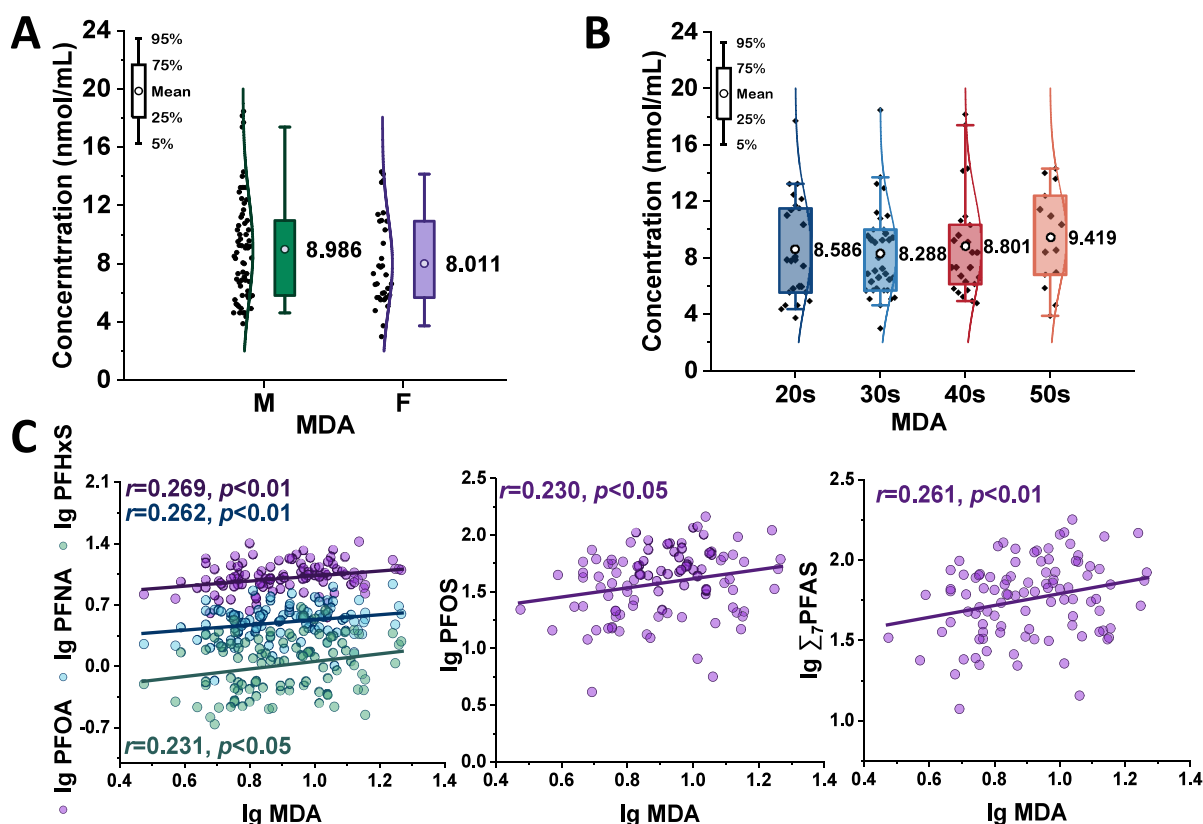 A
Concerntrration (nmol/mL)
24
20
16
12
8
4
0
95%
75%
Mean
25%
5%
8.986
8.011
M
F
MDA
B
Concentration (nmol/mL)
24
20
16
12
8
4
0
95%
75%
Mean
25%
5%
8.586
8.288
8.801
9.419
20s
30s
40s
50s
MDA
C
lg PFOA
lg PFNA
lg PFHxS
2.1
1.4
0.7
0.0
-0.7
r=0.269, p<0.01
r=0.262, p<0.01
r=0.231, p<0.05
0.4
0.6
0.8
1.0
1.2
1.4
lg MDA
lg PFOS
2.5
2.0
1.5
1.0
0.5
0.0
r=0.230, p<0.05
0.4
0.6
0.8
1.0
1.2
1.4
lg MDA
lg ∑₇PFAS
2.5
2.0
1.5
1.0
r=0.261, p<0.01
0.4
0.6
0.8
1.0
1.2
1.4
lg MDA